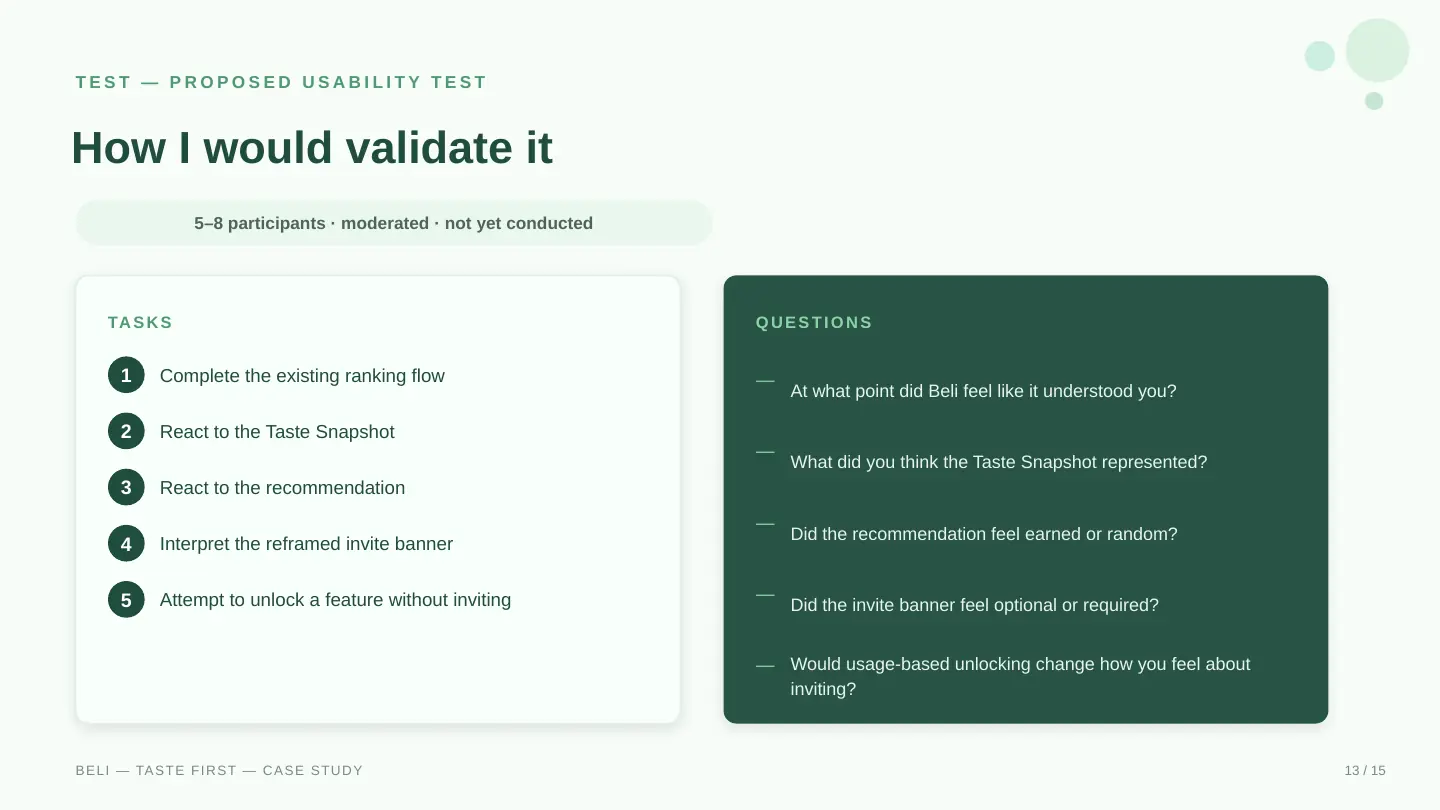 TEST — PROPOSED USABILITY TEST
How I would validate it
5–8 participants · moderated · not yet conducted
TASKS
1 Complete the existing ranking flow
2 React to the Taste Snapshot
3 React to the recommendation
4 Interpret the reframed invite banner
5 Attempt to unlock a feature without inviting
QUESTIONS
— At what point did Beli feel like it understood you?
— What did you think the Taste Snapshot represented?
— Did the recommendation feel earned or random?
— Did the invite banner feel optional or required?
— Would usage-based unlocking change how you feel about
inviting?
BELI — TASTE FIRST — CASE STUDY
13 / 15